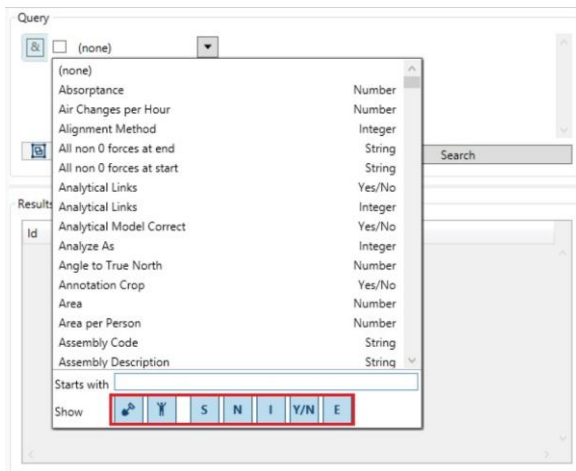 Query
& (none)
(none)
Absorptance Number
Air Changes per Hour Number
Alignment Method Integer
All non 0 forces at end String
All non 0 forces at start String
Analytical Links Yes/No
Analytical Links Integer
Analytical Model Correct Yes/No
Analyze As Integer
Angle to True North Number
Annotation Crop Yes/No
Area Number
Area per Person Number
Assembly Code String
Assembly Description String
Search
Results
Id
Starts with
Show S N I Y/N E